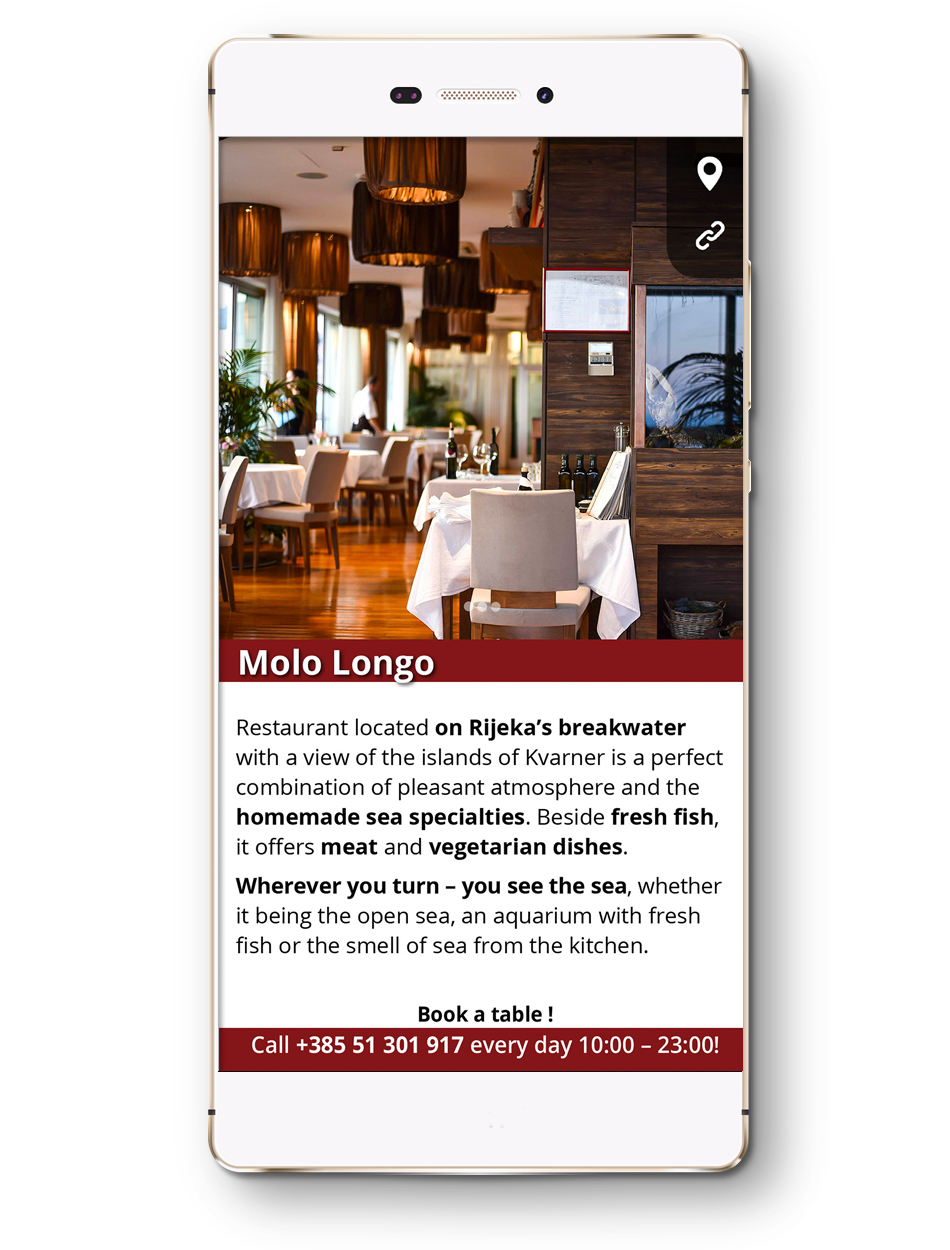 Molo Longo
Restaurant located on Rijeka’s breakwater
with a view of the islands of Kvarner is a perfect
combination of pleasant atmosphere and the
homemade sea specialties. Beside fresh fish,
it offers meat and vegetarian dishes.
Wherever you turn – you see the sea, whether
it being the open sea, an aquarium with fresh
fish or the smell of sea from the kitchen.
Book a table !
Call +385 51 301 917 every day 10:00 – 23:00!